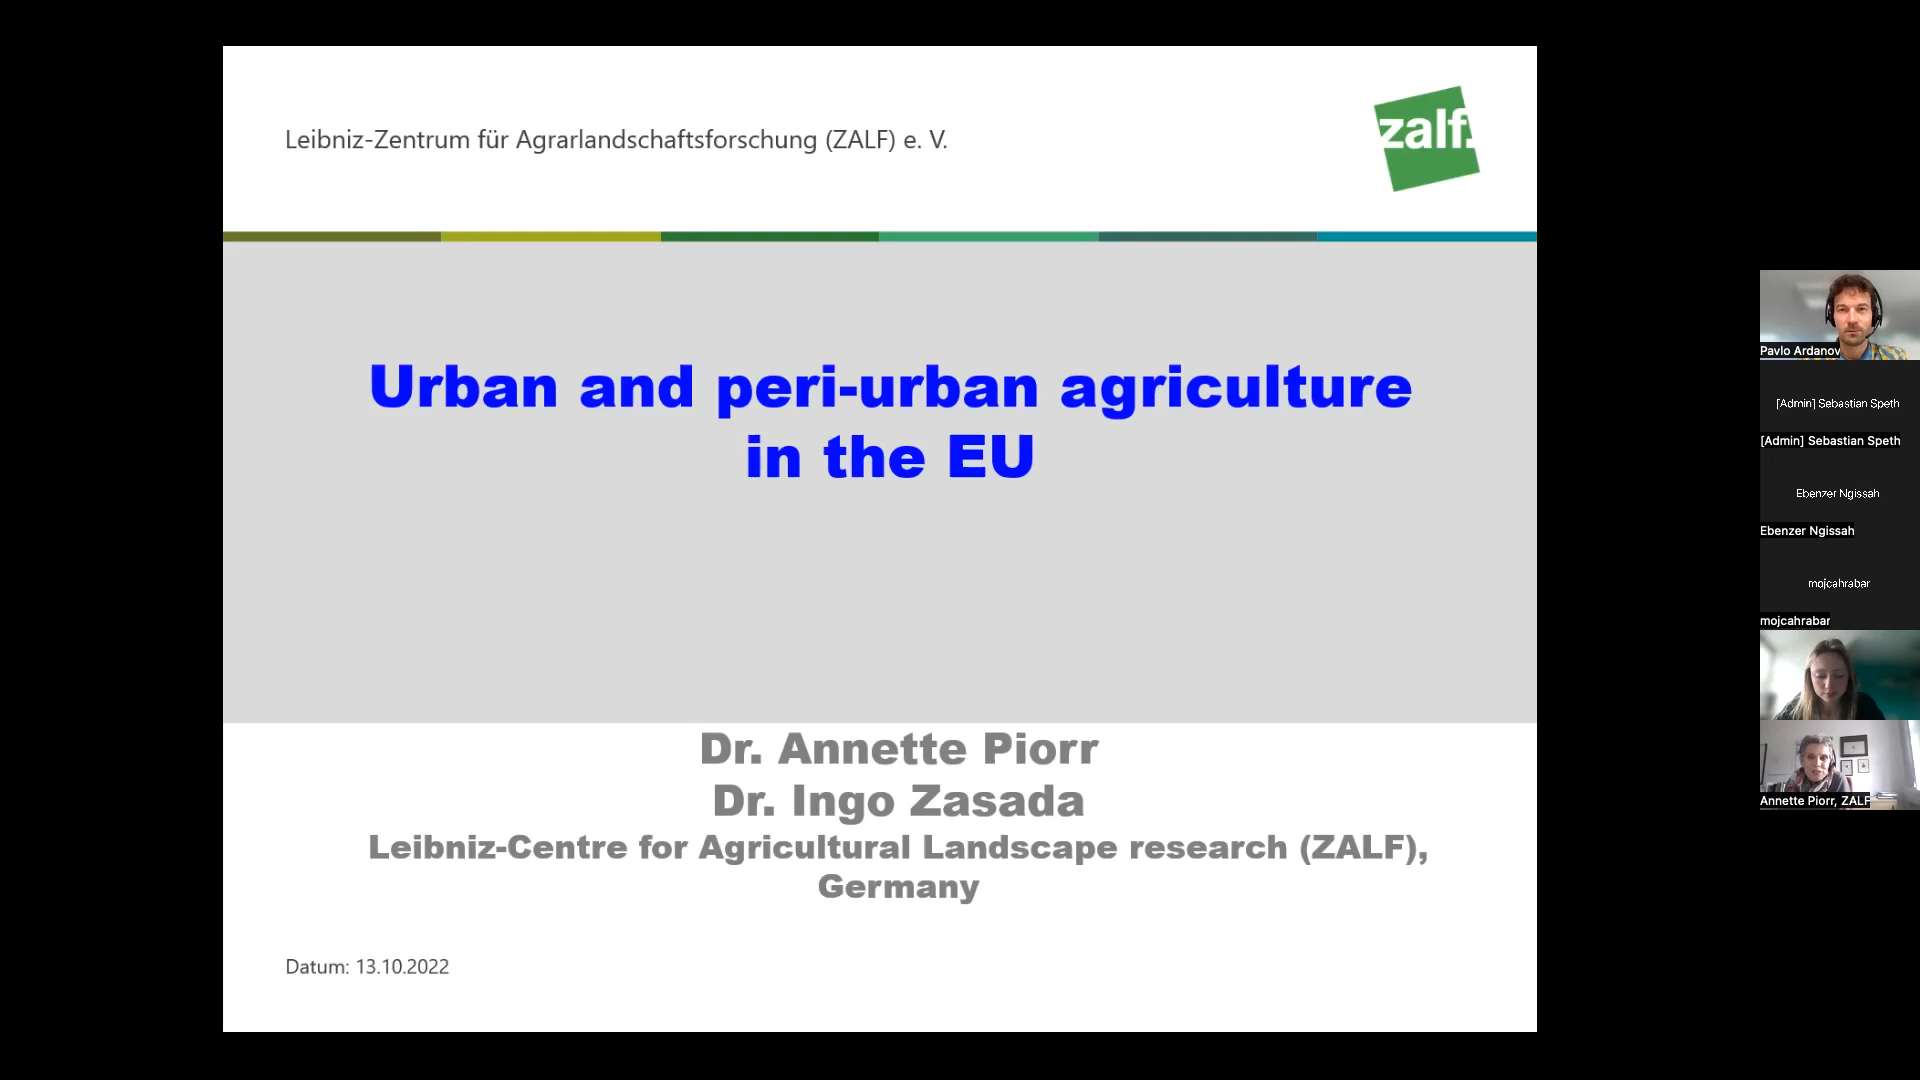 Leibniz-Zentrum für Agrarlandschaftsforschung (ZALF) e. V.
zalf.
Urban and peri-urban agriculture
in the EU
Dr. Annette Piorr
Dr. Ingo Zasada
Leibniz-Centre for Agricultural Landscape research (ZALF),
Germany
Datum: 13.10.2022
Pavlo Ardanov
[Admin] Sebastian Speth
[Admin] Sebastian Speth
Ebenzer Ngissah
Ebenzer Ngissah
mojcahrabar
mojcahrabar
Annette Piorr, ZALF